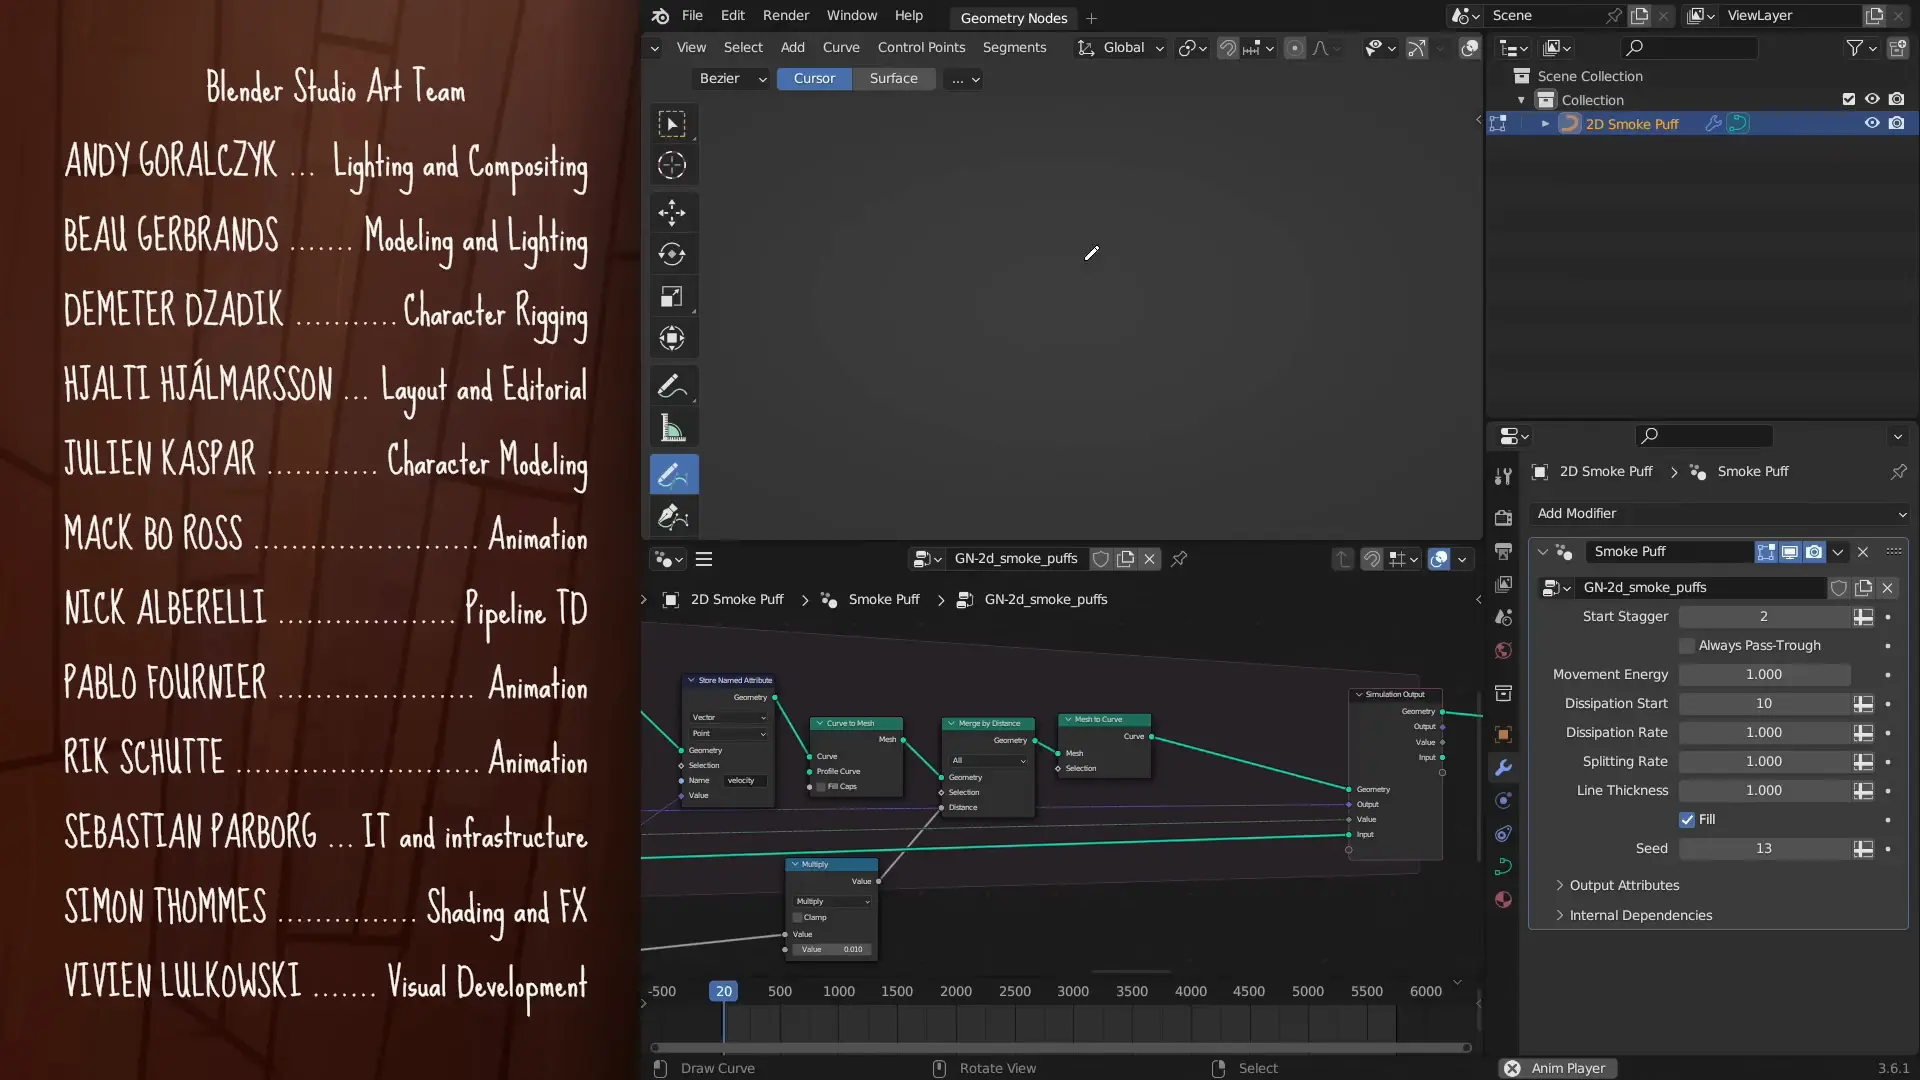 Blender Studio Art Team
ANDY GORALCZYK ... Lighting and Compositing
BEAU GERBRANDS ....... Modeling and Lighting
DEMETER DZADIK ........... Character Rigging
HJALTI HJÁLMARSSON ... Layout and Editorial
JULIEN KASPAR ........... Character Modeling
MACK BO ROSS ....................... Animation
NICK ALBERELLI .................. Pipeline TD
PABLO FOURNIER .................... Animation
RIK SCHUTTE ......................... Animation
SEBASTIAN PARBORG ... IT and infrastructure
SIMON THOMMES .............. Shading and FX
VIVIEN LULKOWSKI ....... Visual Development
File Edit Render Window Help Geometry Nodes +
Scene ViewLayer
View Select Add Curve Control Points Segments Global
Bezier Cursor Surface ...
Scene Collection
Collection
2D Smoke Puff
GN-2d_smoke_puffs
2D Smoke Puff > Smoke Puff > GN-2d_smoke_puffs
Store Named Attribute
Geometry
Vector
Point
Geometry
Selection
Name velocity
Value
Curve to Mesh
Mesh
Curve
Profile Curve
Fill Caps
Merge by Distance
Geometry
All
Geometry
Selection
Distance
Mesh to Curve
Curve
Mesh
Selection
Multiply
Value
Multiply
Clamp
Value
Value 0.010
Simulation Output
Geometry
Output
Value
Input
Geometry
Output
Value
Input
-500 20 500 1000 1500 2000 2500 3000 3500 4000 4500 5000 5500 6000
Draw Curve Rotate View Select
2D Smoke Puff > Smoke Puff
Add Modifier
Smoke Puff
GN-2d_smoke_puffs
Start Stagger 2
Always Pass-Trough
Movement Energy 1.000
Dissipation Start 10
Dissipation Rate 1.000
Splitting Rate 1.000
Line Thickness 1.000
Fill
Seed 13
Output Attributes
Internal Dependencies
Anim Player 3.6.1